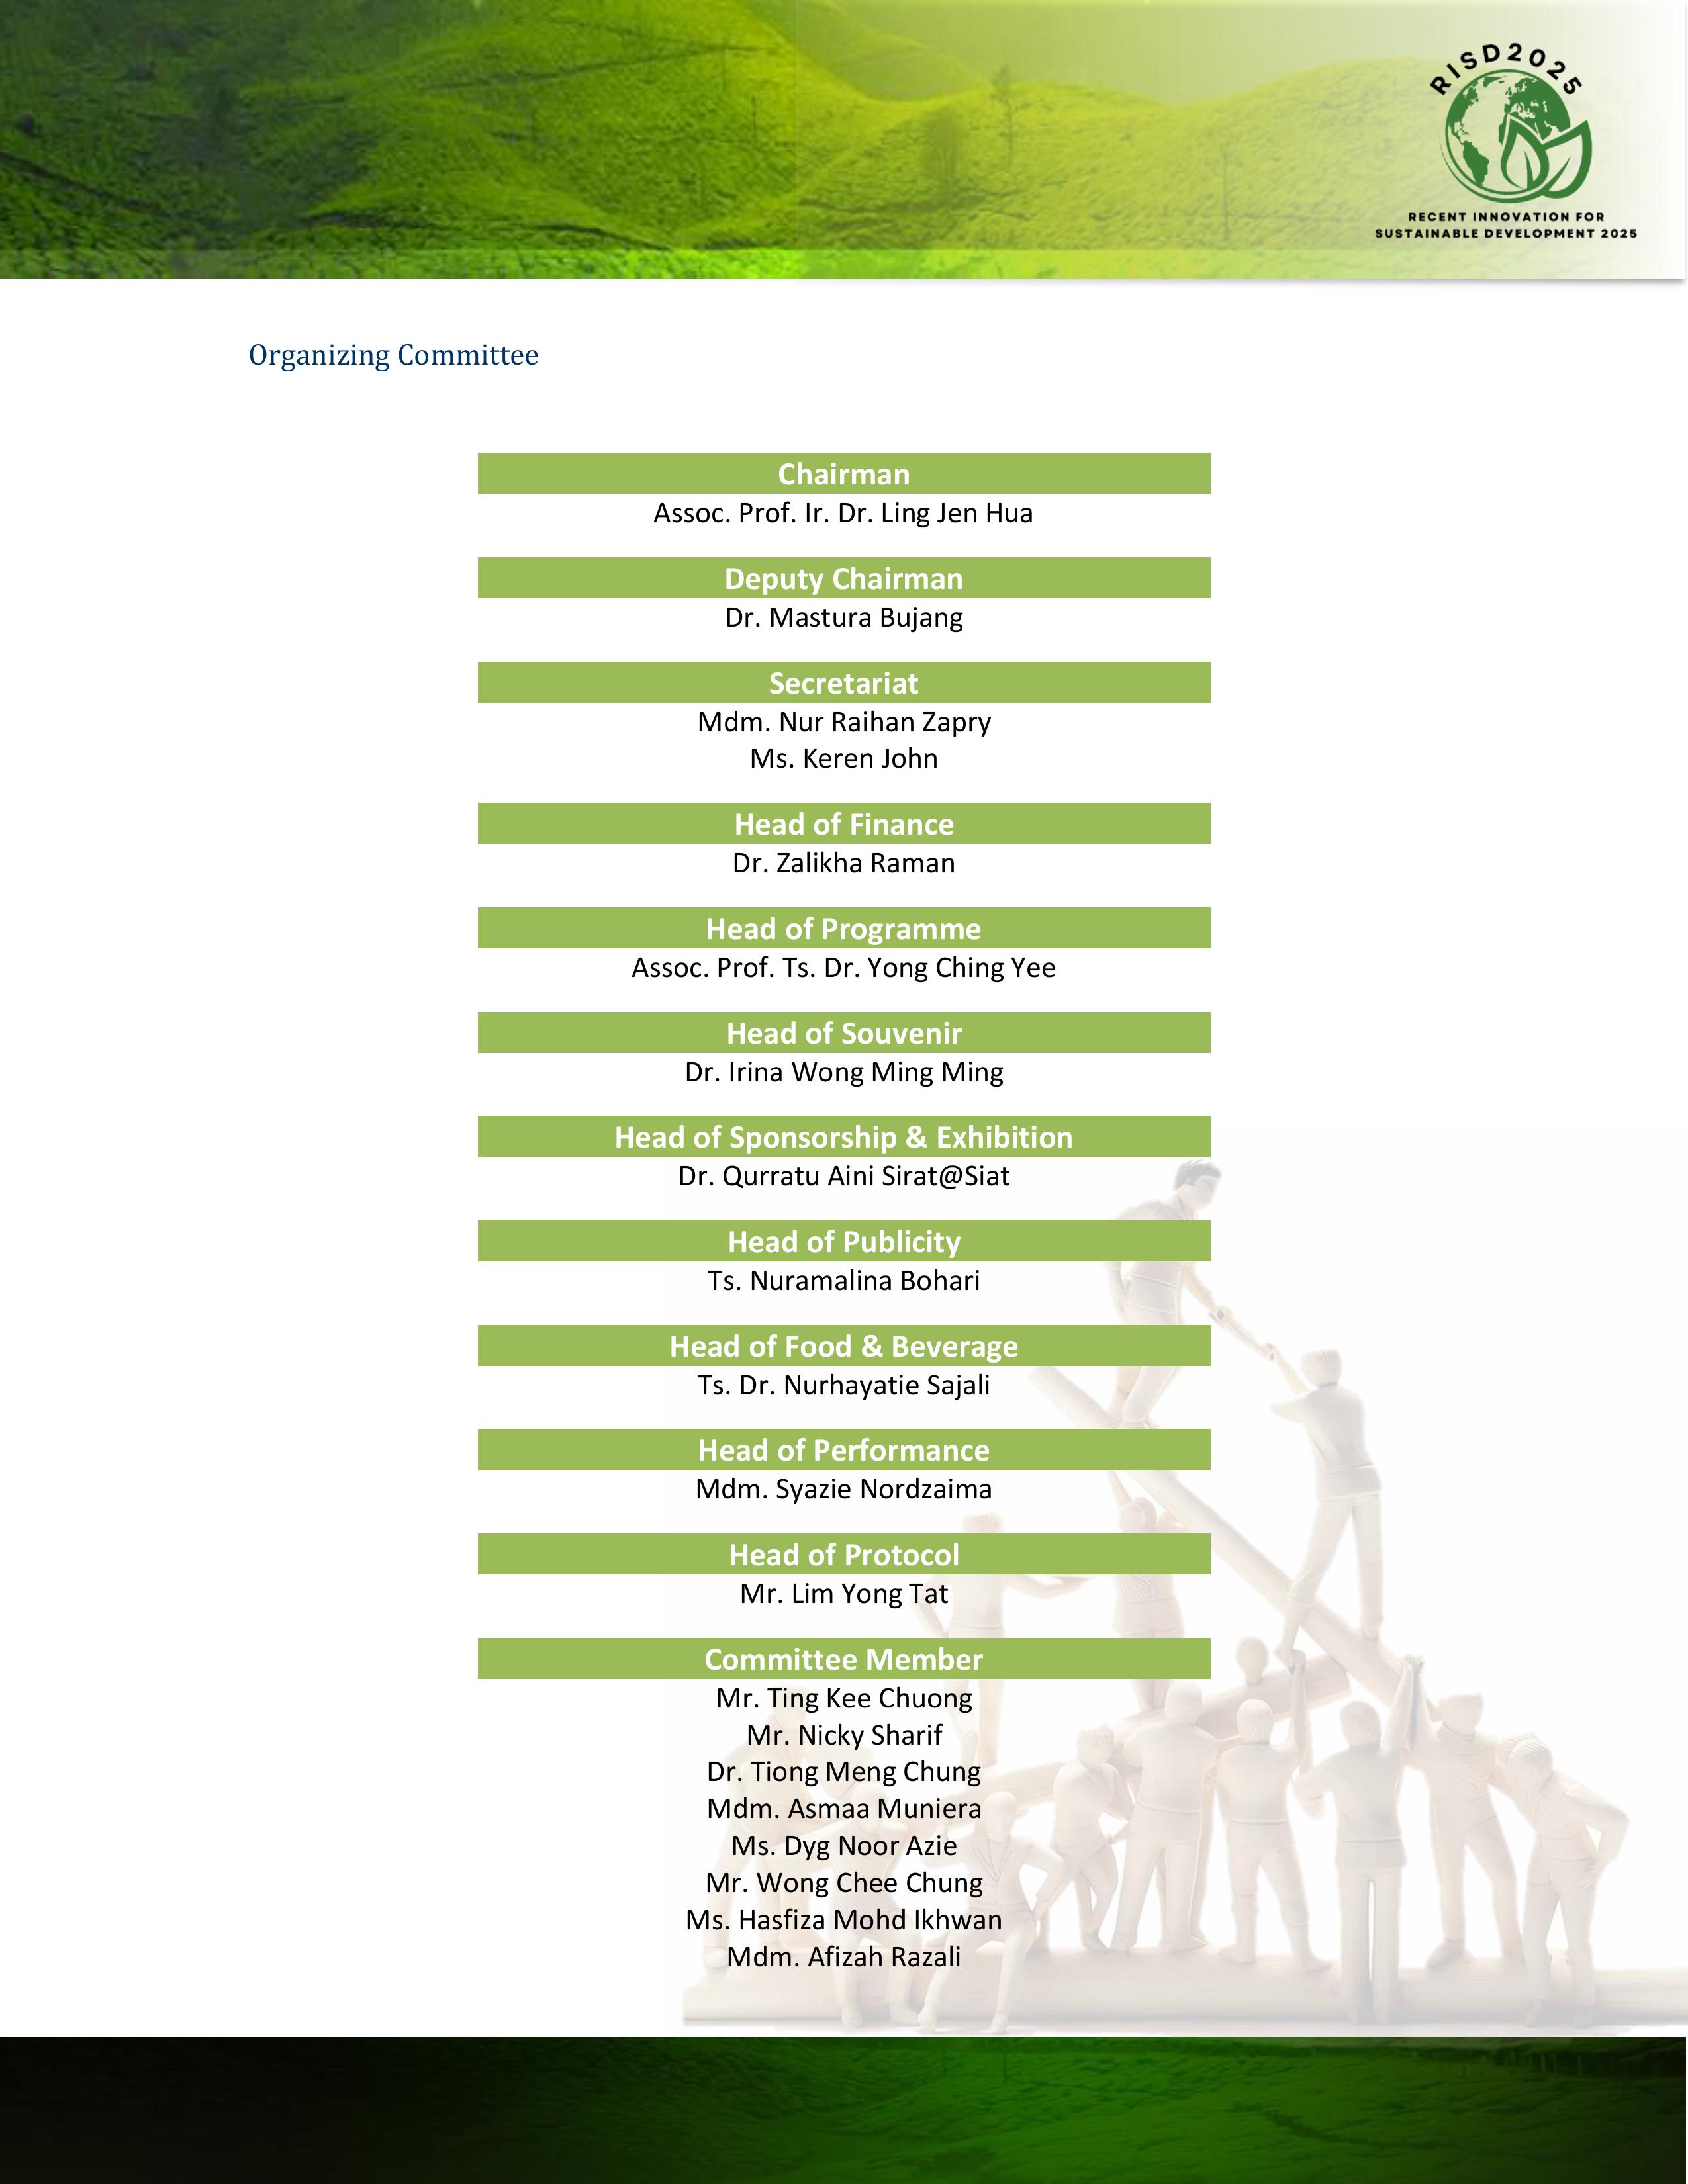 RISD2025
RECENT INNOVATION FOR
SUSTAINABLE DEVELOPMENT 2025
Organizing Committee
Chairman
Assoc. Prof. Ir. Dr. Ling Jen Hua
Deputy Chairman
Dr. Mastura Bujang
Secretariat
Mdm. Nur Raihan Zapry
Ms. Keren John
Head of Finance
Dr. Zalikha Raman
Head of Programme
Assoc. Prof. Ts. Dr. Yong Ching Yee
Head of Souvenir
Dr. Irina Wong Ming Ming
Head of Sponsorship & Exhibition
Dr. Qurratu Aini Sirat@Siat
Head of Publicity
Ts. Nuramalina Bohari
Head of Food & Beverage
Ts. Dr. Nurhayatie Sajali
Head of Performance
Mdm. Syazie Nordzaima
Head of Protocol
Mr. Lim Yong Tat
Committee Member
Mr. Ting Kee Chuong
Mr. Nicky Sharif
Dr. Tiong Meng Chung
Mdm. Asmaa Muniera
Ms. Dyg Noor Azie
Mr. Wong Chee Chung
Ms. Hasfiza Mohd Ikhwan
Mdm. Afizah Razali